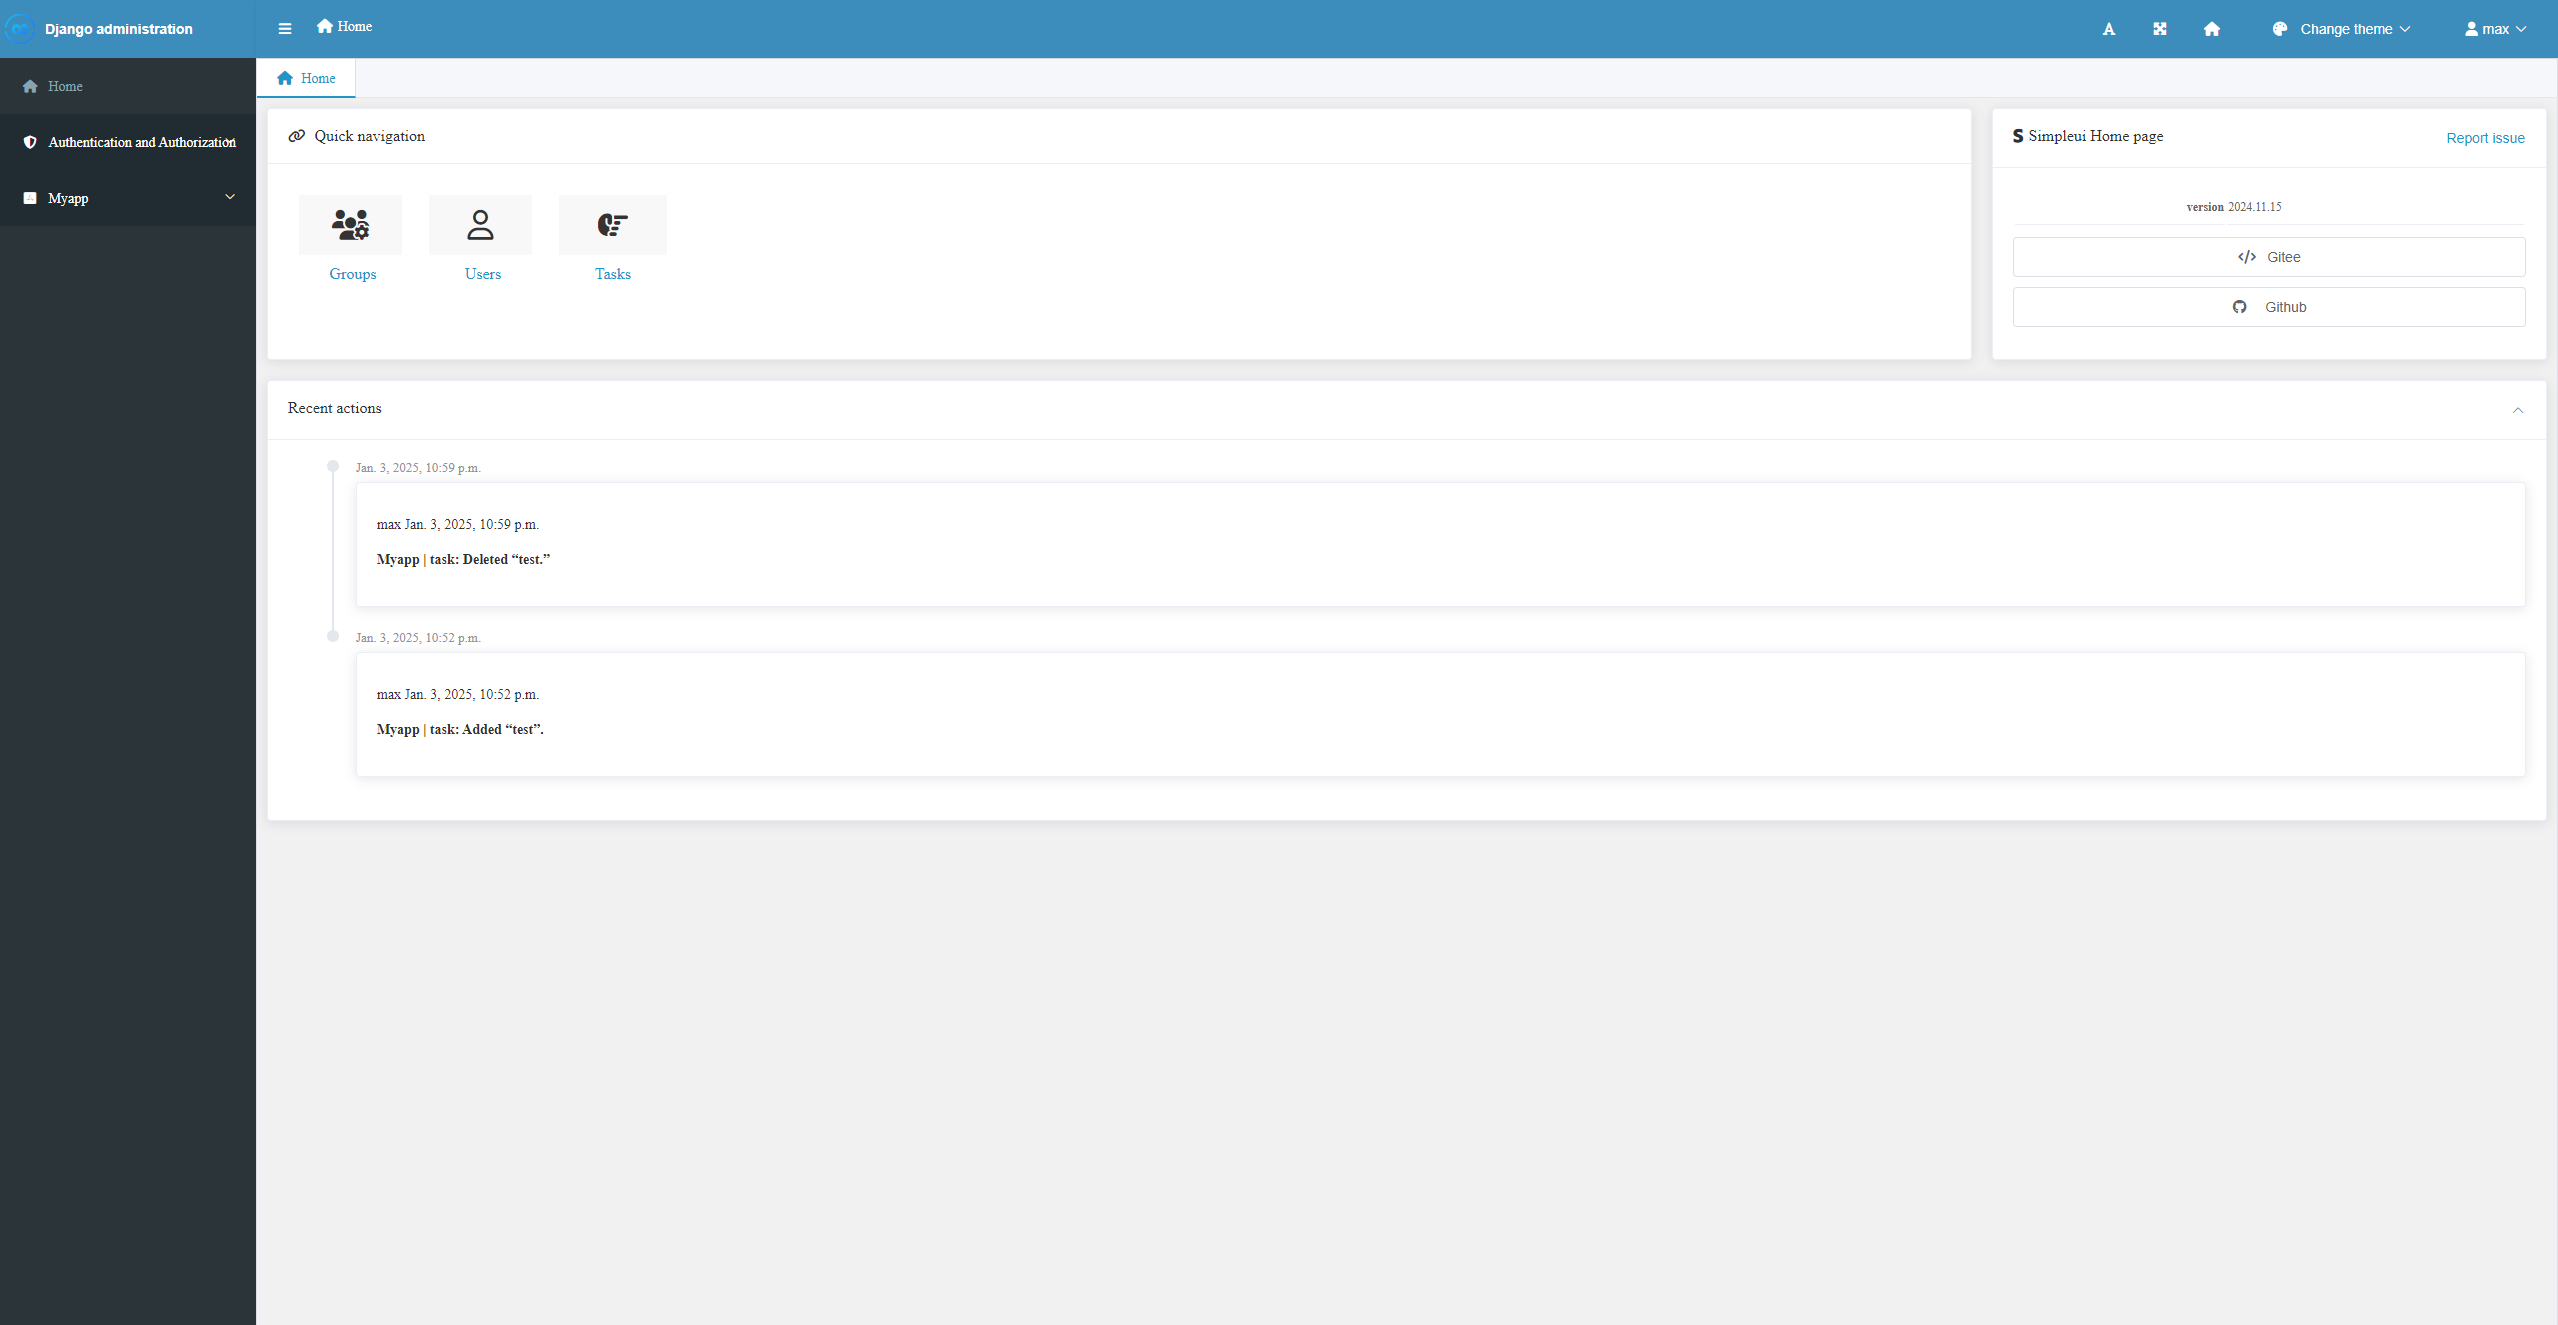 Django administration
Home
Change theme
max
Home
Authentication and Authorization
Myapp
Home
Quick navigation
Groups
Users
Tasks
Simpleui Home page
Report issue
version 2024.11.15
Gitee
Github
Recent actions
Jan. 3, 2025, 10:59 p.m.
max Jan. 3, 2025, 10:59 p.m.
Myapp | task: Deleted “test.”
Jan. 3, 2025, 10:52 p.m.
max Jan. 3, 2025, 10:52 p.m.
Myapp | task: Added “test”.